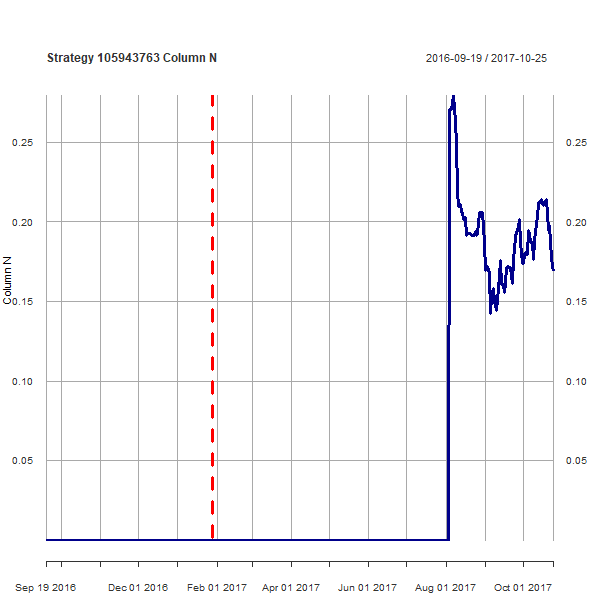 Strategy 105943763 Column N
2016-09-19 / 2017-10-25
0.25 0.25
0.20 0.20
0.15 0.15
0.10 0.10
0.05 0.05
Column N
Sep 19 2016 Dec 01 2016 Feb 01 2017 Apr 01 2017 Jun 01 2017 Aug 01 2017 Oct 01 2017